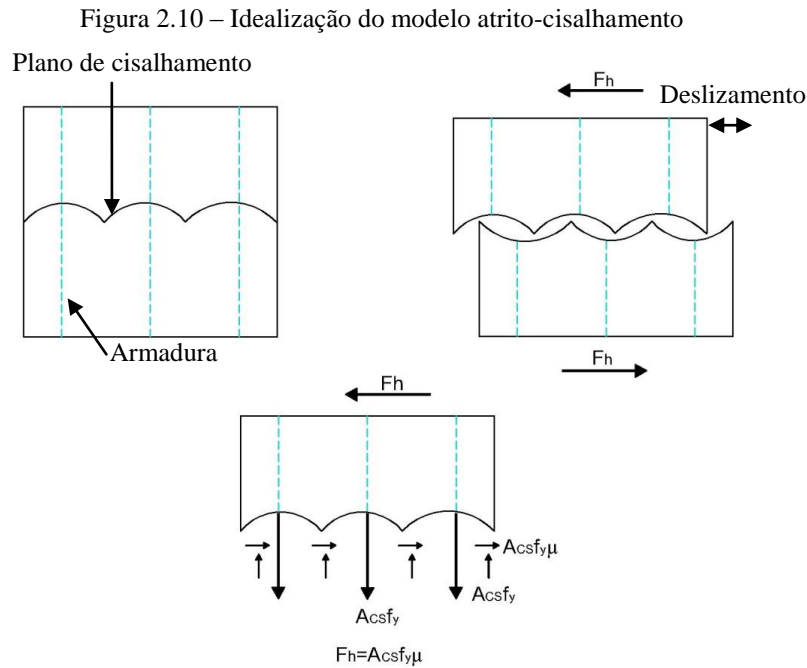 Figura 2.10 – Idealização do modelo atrito-cisalhamento
Plano de cisalhamento
Fh
Deslizamento
Armadura
Fh
Fh
Acsfyμ
Acsfy
Acsfy
Fh=Acsfyμ